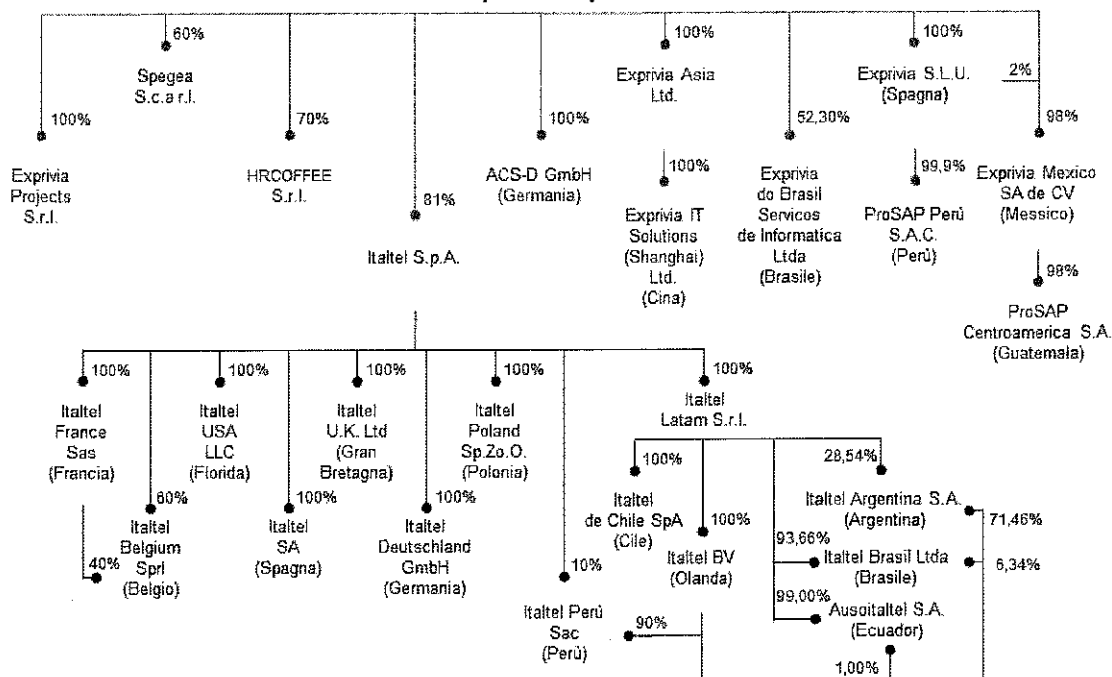 60%
Spegea
S.c.a r.l.
100%
Exprivia
Projects
S.r.l.
70%
HRCOFFEE
S.r.l.
81%
Italtel S.p.A.
100%
ACS-D GmbH
(Germania)
100%
Exprivia Asia
Ltd.
100%
Exprivia IT
Solutions
(Shanghai)
Ltd.
(Cina)
52,30%
Exprivia
do Brasil
Servicos
de Informatica
Ltda
(Brasile)
100%
Exprivia S.L.U.
(Spagna)
99,9%
ProSAP Perù
S.A.C.
(Perù)
2%
98%
Exprivia Mexico
SA de CV
(Messico)
98%
ProSAP
Centroamerica S.A.
(Guatemala)
100%
Italtel
France
Sas
(Francia)
40%
60%
Italtel
Belgium
Sprl
(Belgio)
100%
Italtel
USA
LLC
(Florida)
100%
Italtel
SA
(Spagna)
100%
Italtel
U.K. Ltd
(Gran
Bretagna)
100%
Italtel
Deutschland
GmbH
(Germania)
100%
Italtel
Poland
Sp.Zo.O.
(Polonia)
10%
Italtel Perù
Sac
(Perù)
90%
100%
Italtel
Latam S.r.l.
100%
Italtel
de Chile SpA
(Cile)
100%
Italtel BV
(Olanda)
28,54%
Italtel Argentina S.A.
(Argentina)
71,46%
93,66%
Italtel Brasil Ltda
(Brasile)
6,34%
99,00%
Ausoitaltel S.A.
(Ecuador)
1,00%